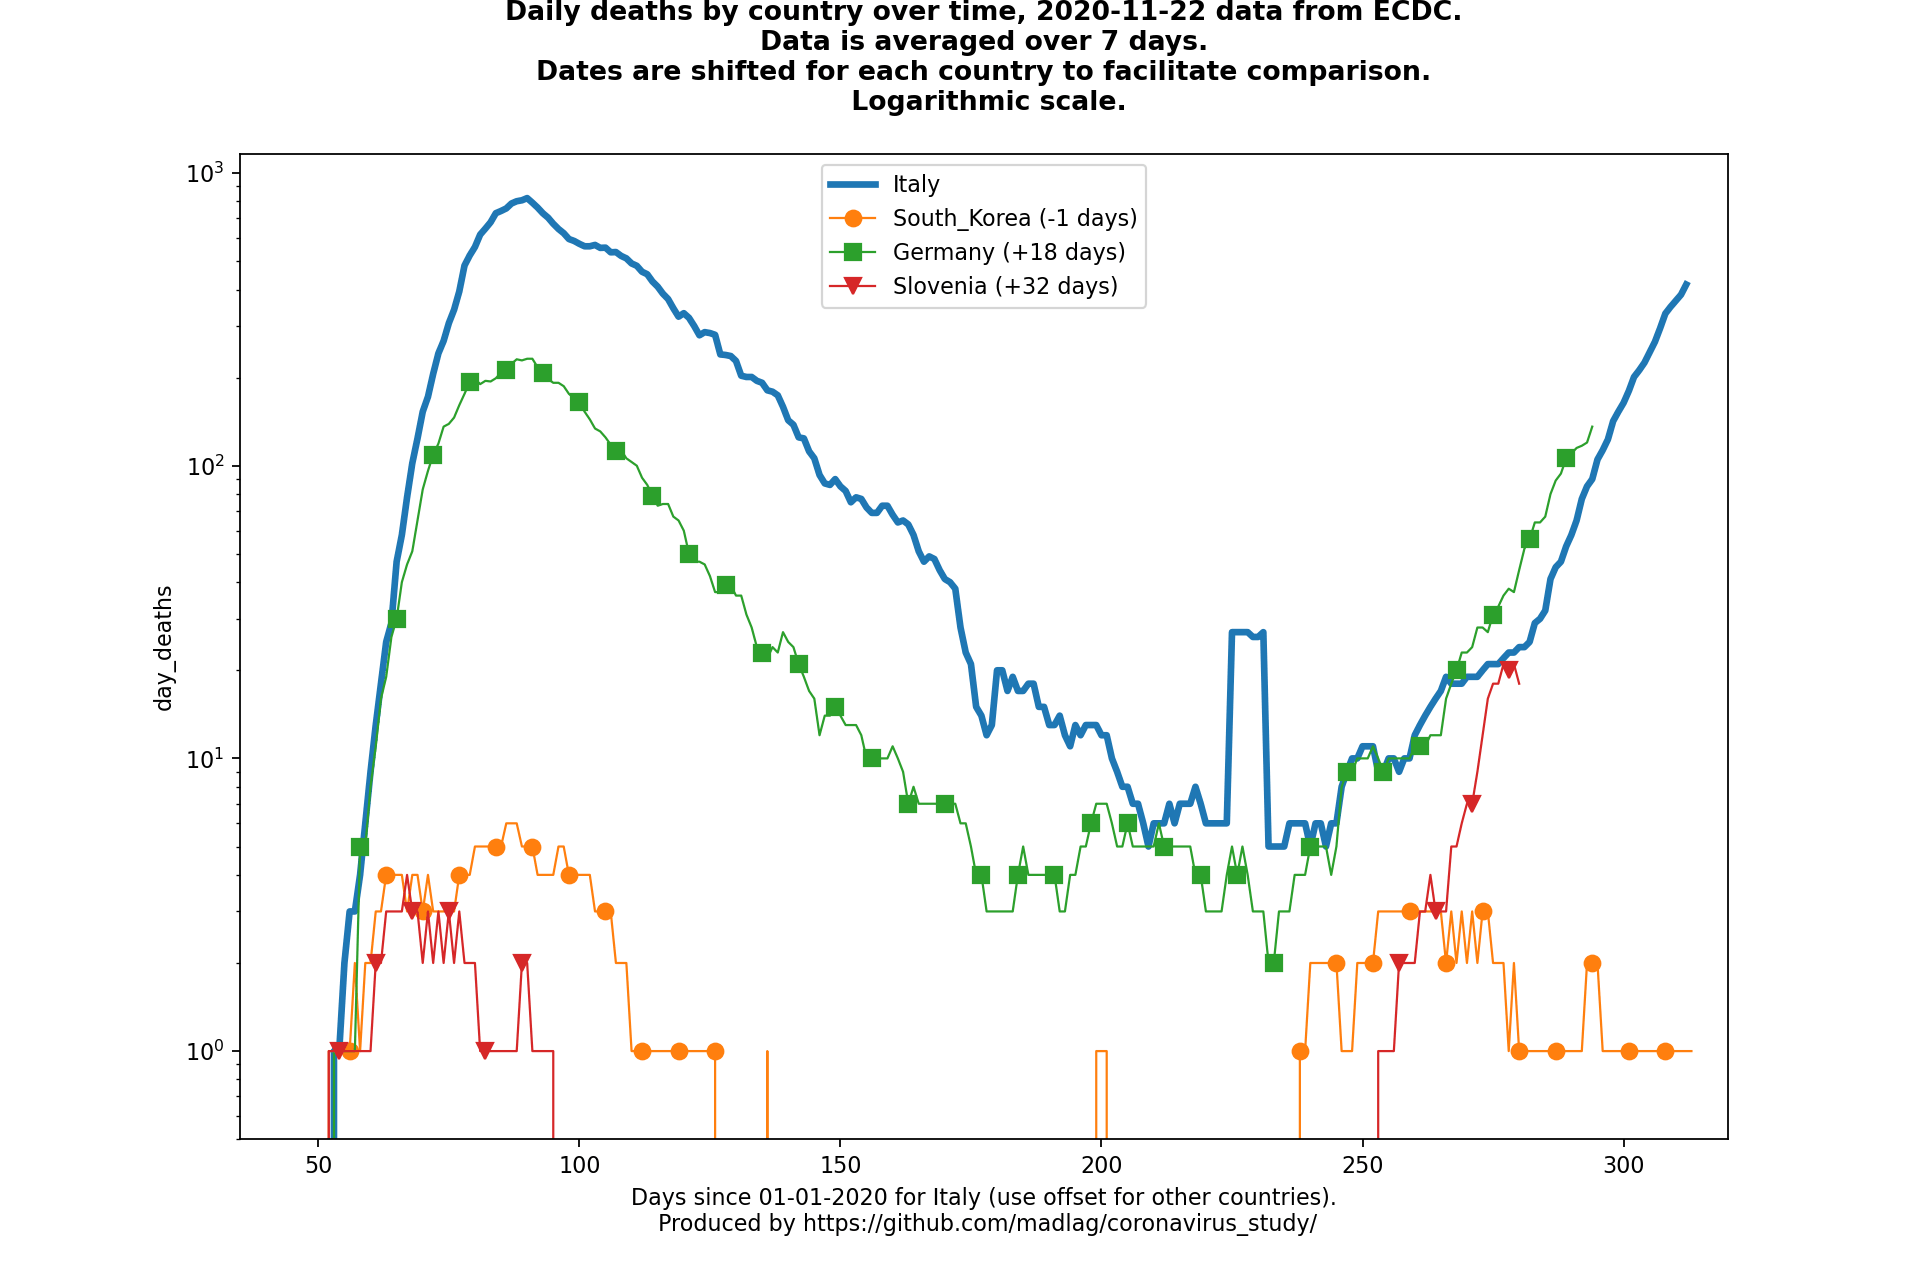 Daily deaths by country over time, 2020-11-22 data from ECDC.
Data is averaged over 7 days.
Dates are shifted for each country to facilitate comparison.
Logarithmic scale.
10³
10²
10¹
10⁰
day_deaths
Italy
South_Korea (-1 days)
Germany (+18 days)
Slovenia (+32 days)
50 100 150 200 250 300
Days since 01-01-2020 for Italy (use offset for other countries).
Produced by https://github.com/madlag/coronavirus_study/